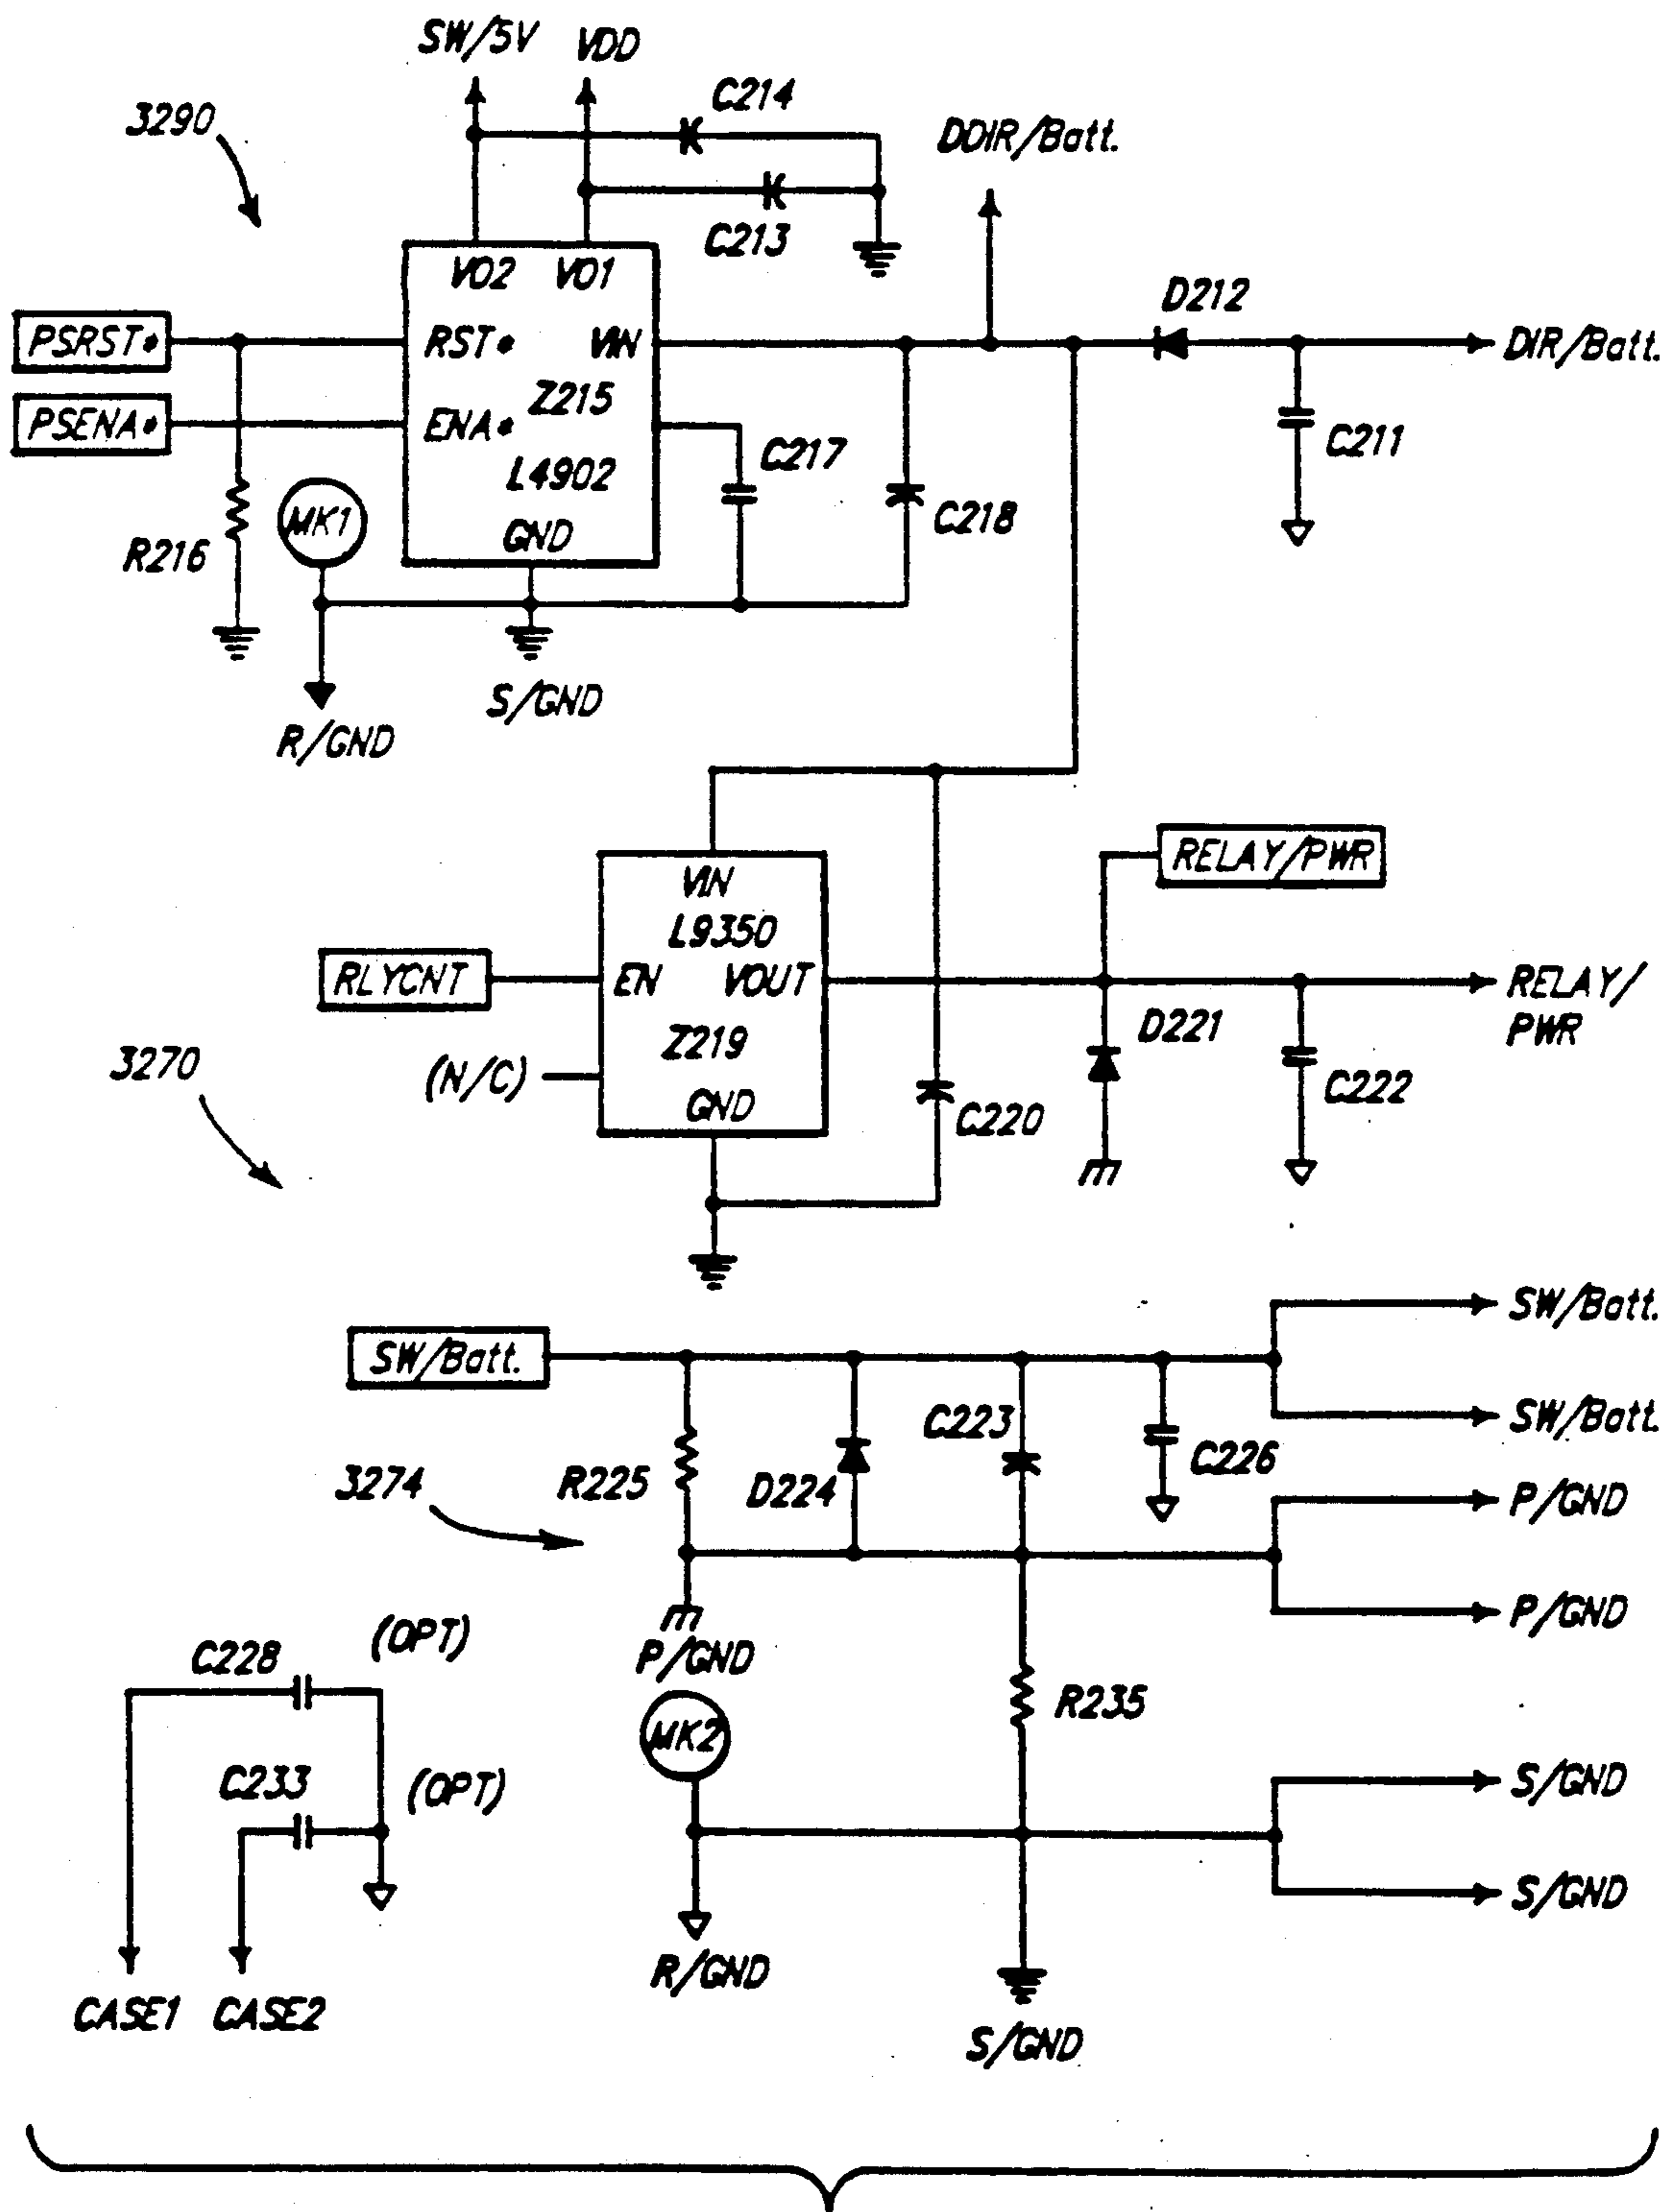 SW/5V VDD
C214
3290
DDIR/Batt.
C213
D212
VO2 VO1
PSRST*
RST* VIN
DIR/Batt.
Z215
PSENA*
ENA*
C211
C217
L4902
C218
MK1
GND
R216
S/GND
R/GND
RELAY/PWR
VIN
L9350
RLYCNT
EN VOUT
RELAY/
PWR
D221
Z219
3270
(N/C)
C222
GND
C220
SW/Batt.
SW/Batt.
SW/Batt.
C223
C226
R225
D224
3274
P/GND
P/GND
(OPT)
C228
P/GND
R235
MK2
C233
(OPT)
S/GND
S/GND
R/GND
CASE1 CASE2
S/GND